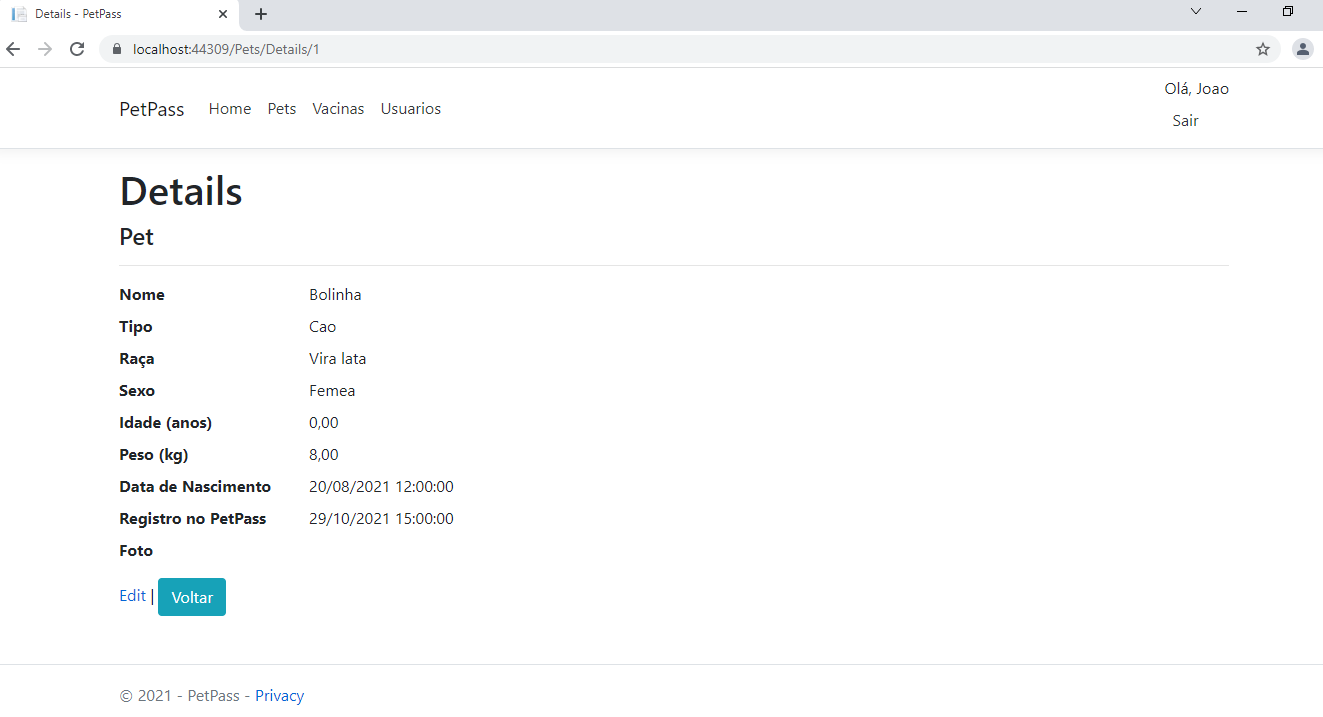 Details - PetPass
localhost:44309/Pets/Details/1
PetPass Home Pets Vacinas Usuarios
Olá, Joao
Sair
Details
Pet
Nome Bolinha
Tipo Cao
Raça Vira lata
Sexo Femea
Idade (anos) 0,00
Peso (kg) 8,00
Data de Nascimento 20/08/2021 12:00:00
Registro no PetPass 29/10/2021 15:00:00
Foto
Edit | Voltar
© 2021 - PetPass - Privacy